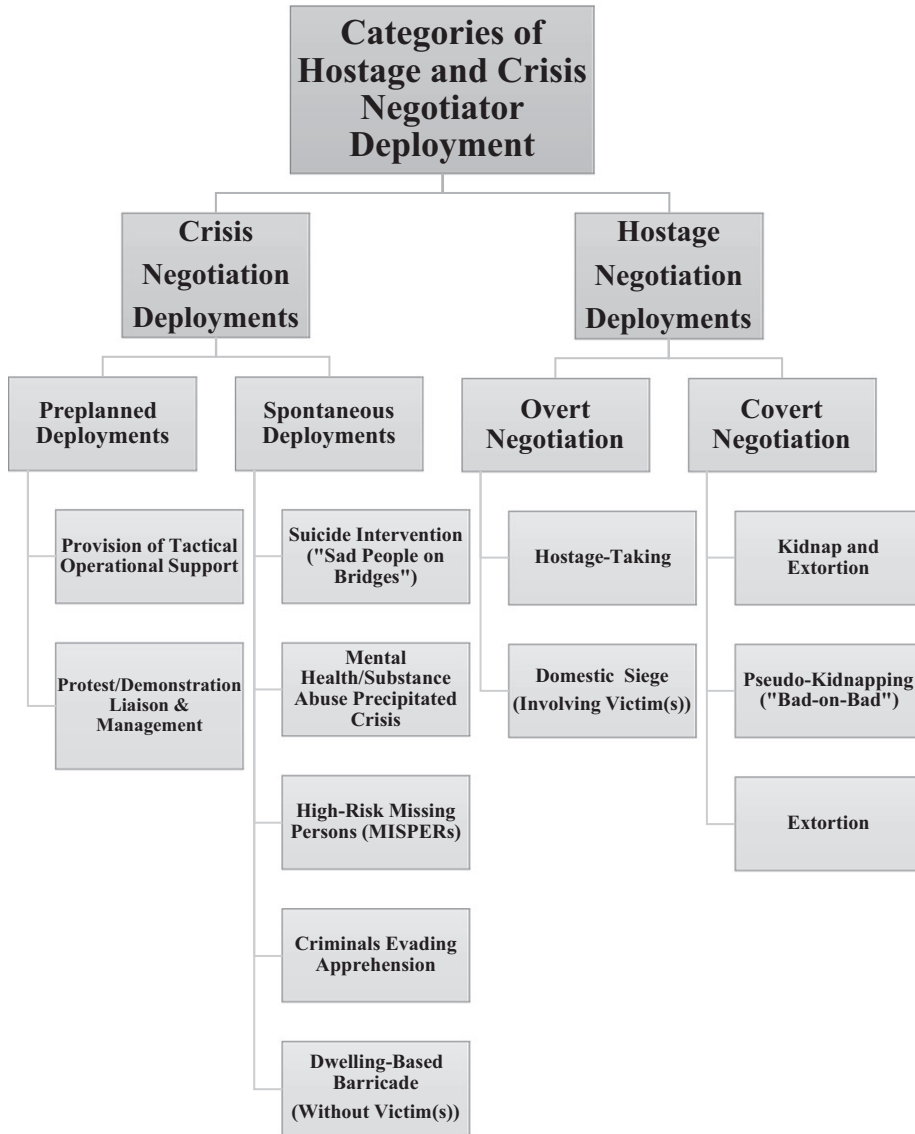 Categories of
Hostage and Crisis
Negotiator
Deployment
Crisis
Negotiation
Deployments
Hostage
Negotiation
Deployments
Preplanned
Deployments
Spontaneous
Deployments
Overt
Negotiation
Covert
Negotiation
Provision of Tactical
Operational Support
Protest/Demonstration
Liaison &
Management
Suicide Intervention
("Sad People on
Bridges")
Mental
Health/Substance
Abuse Precipitated
Crisis
High-Risk Missing
Persons (MISPERs)
Criminals Evading
Apprehension
Dwelling-Based
Barricade
(Without Victim(s))
Hostage-Taking
Domestic Siege
(Involving Victim(s))
Kidnap and
Extortion
Pseudo-Kidnapping
("Bad-on-Bad")
Extortion